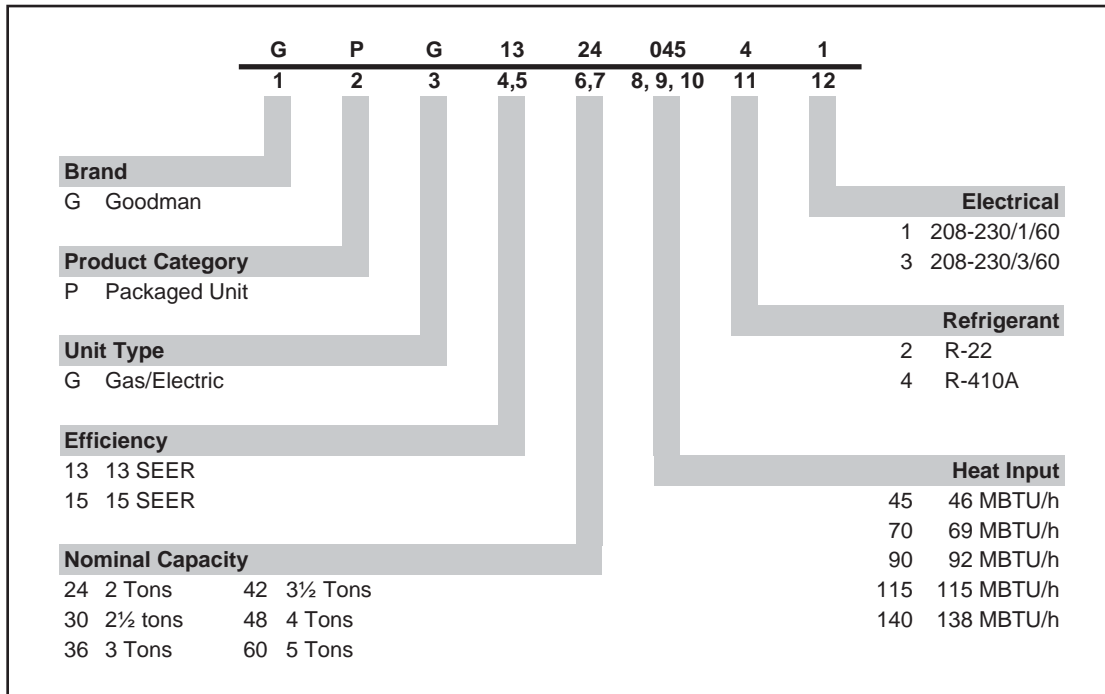 G P G 13 24 045 4 1
1 2 3 4,5 6,7 8, 9, 10 11 12
Brand
G Goodman
Product Category
P Packaged Unit
Unit Type
G Gas/Electric
Efficiency
13 13 SEER
15 15 SEER
Nominal Capacity
24 2 Tons 42 3½ Tons
30 2½ tons 48 4 Tons
36 3 Tons 60 5 Tons
Electrical
1 208-230/1/60
3 208-230/3/60
Refrigerant
2 R-22
4 R-410A
Heat Input
45 46 MBTU/h
70 69 MBTU/h
90 92 MBTU/h
115 115 MBTU/h
140 138 MBTU/h